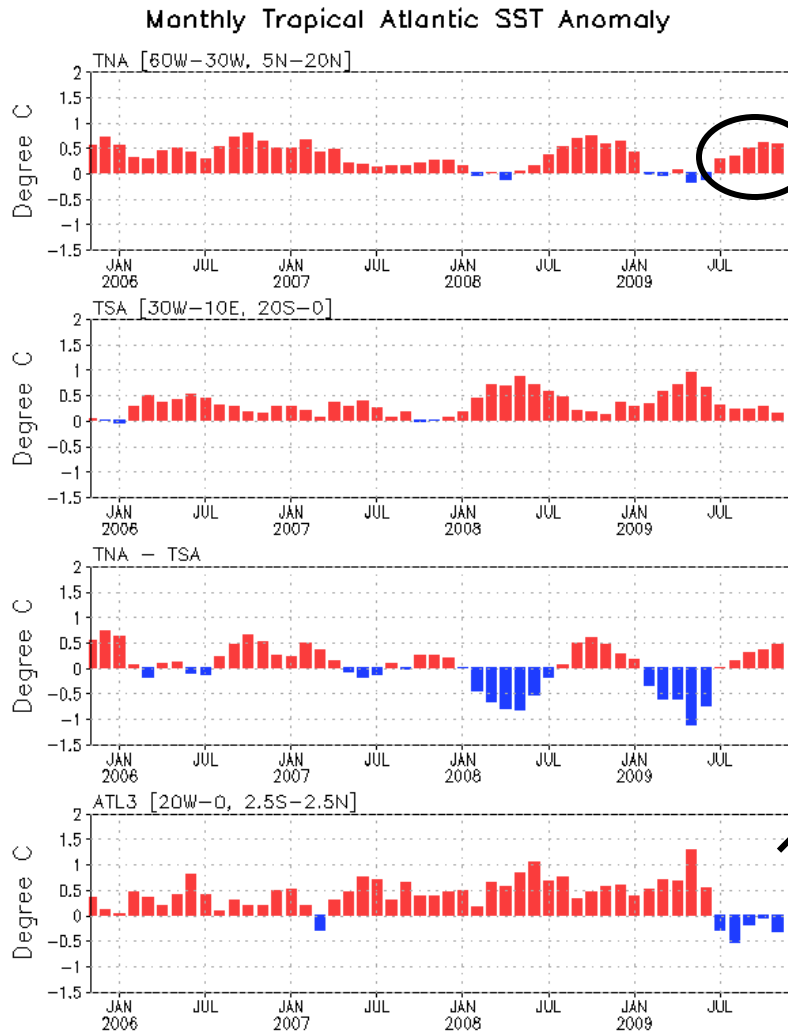 Monthly Tropical Atlantic SST Anomaly
TNA [60W-30W, 5N-20N]
2
1.5
1
0.5
0
-0.5
-1
-1.5
Degree C
JAN JUL JAN JUL JAN JUL JAN JUL
2006 2007 2008 2009
TSA [30W-10E, 20S-0]
2
1.5
1
0.5
0
-0.5
-1
-1.5
Degree C
JAN JUL JAN JUL JAN JUL JAN JUL
2006 2007 2008 2009
TNA - TSA
2
1.5
1
0.5
0
-0.5
-1
-1.5
Degree C
JAN JUL JAN JUL JAN JUL JAN JUL
2006 2007 2008 2009
ATL3 [20W-0, 2.5S-2.5N]
2
1.5
1
0.5
0
-0.5
-1
-1.5
Degree C
JAN JUL JAN JUL JAN JUL JAN JUL
2006 2007 2008 2009